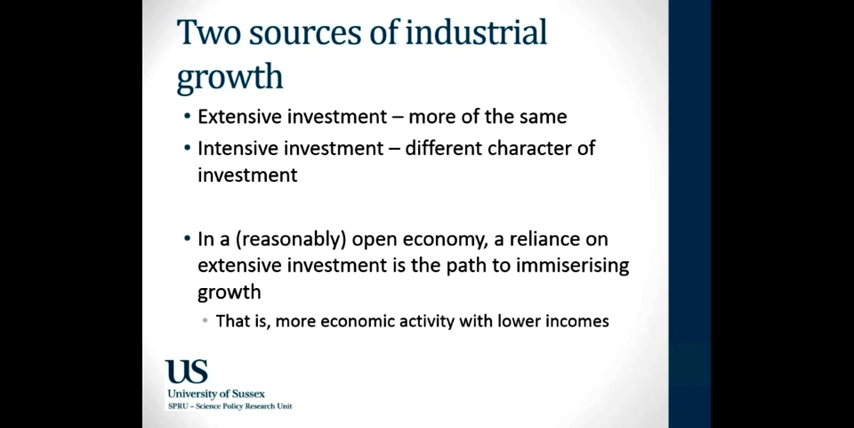 Two sources of industrial
growth
• Extensive investment – more of the same
• Intensive investment – different character of
investment
• In a (reasonably) open economy, a reliance on
extensive investment is the path to immiserising
growth
• That is, more economic activity with lower incomes
US
University of Sussex
SPRU – Science Policy Research Unit